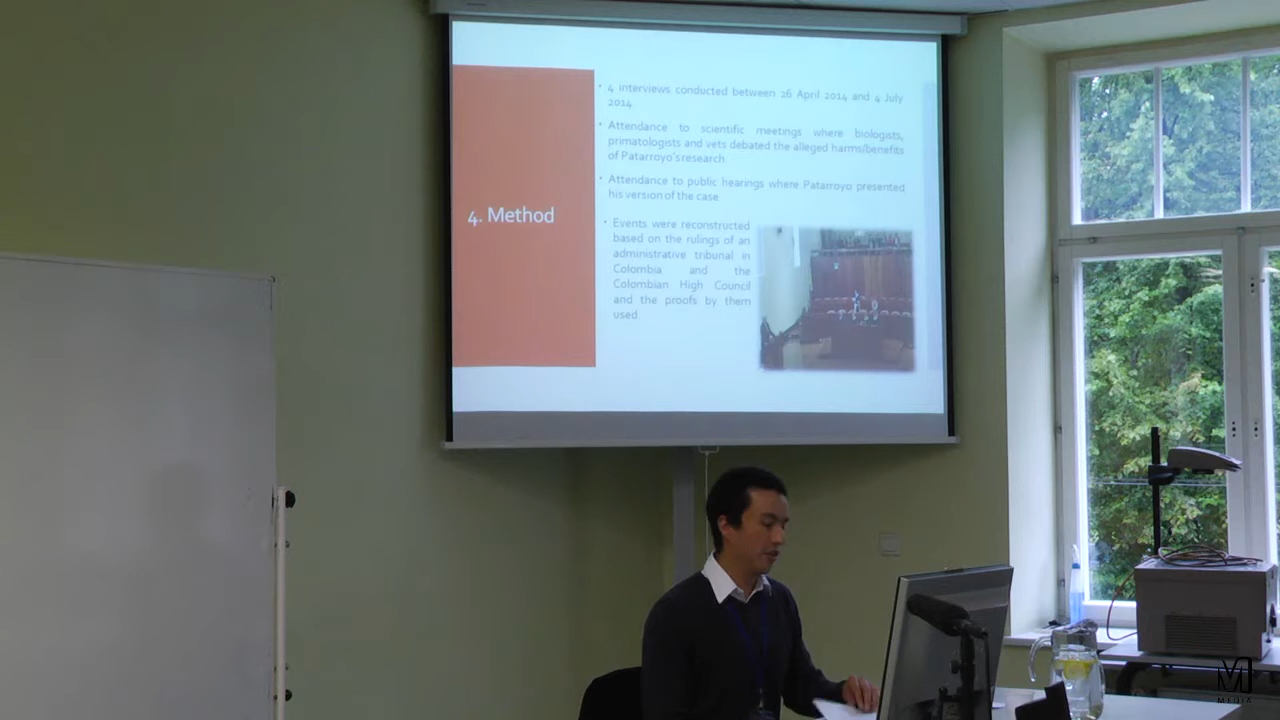 4. Method
• 4 interviews conducted between 26 April 2014 and 4 July
2014
• Attendance to scientific meetings where biologists,
primatologists and vets debated the alleged harms/benefits
of Patarroyo's research
• Attendance to public hearings where Patarroyo presented
his version of the case
• Events were reconstructed
based on the rulings of an
administrative tribunal in
Colombia and the
Colombian High Council
and the proofs by them
used
M
MEDIA